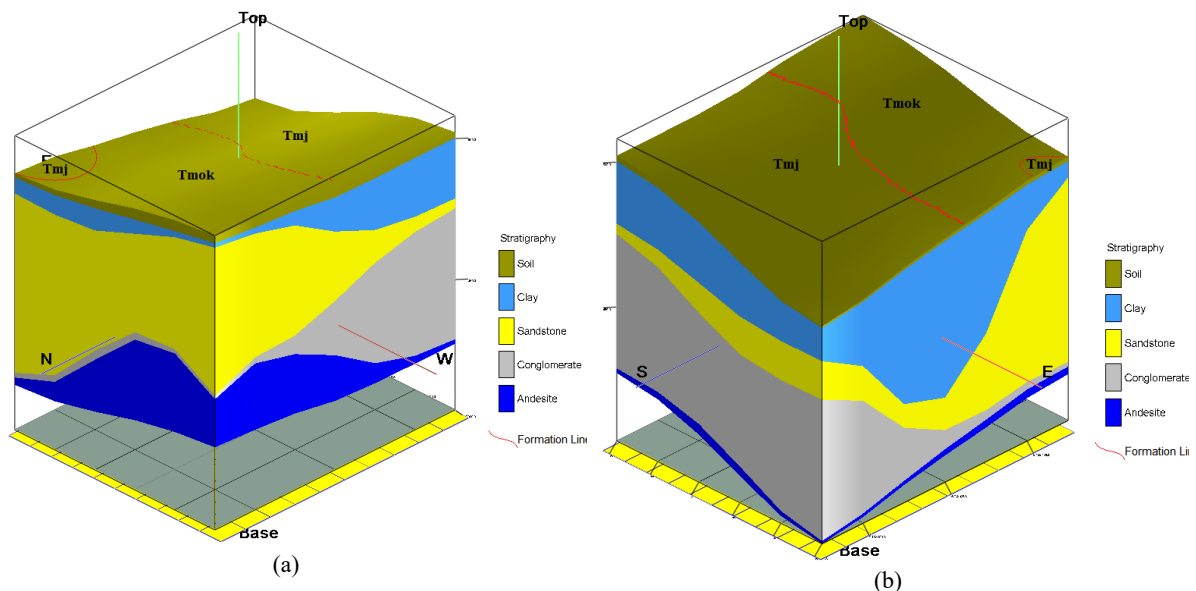 Top
Tmj
Tmj
Tmok
N
W
Base
Stratigraphy
Soil
Clay
Sandstone
Conglomerate
Andesite
Formation Lin
(a)
Top
Tmok
Tmj
Tmj
S
E
Base
Stratigraphy
Soil
Clay
Sandstone
Conglomerate
Andesite
Formation Li
(b)